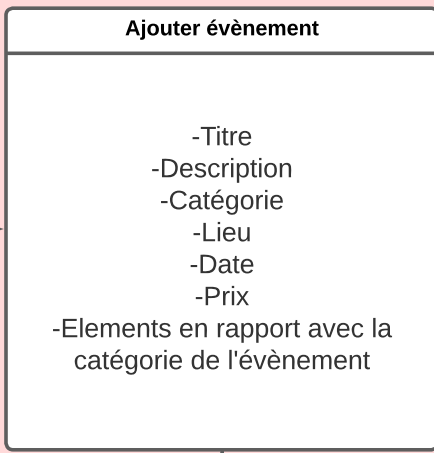 Ajouter évènement
-Titre
-Description
-Catégorie
-Lieu
-Date
-Prix
-Elements en rapport avec la
catégorie de l'évènement